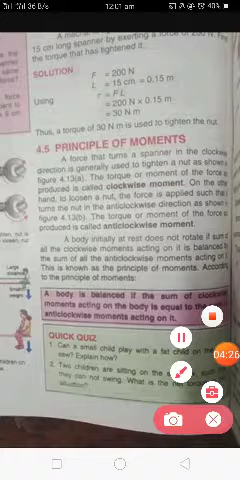 36 B/s
12:01 am
40%
A mechanic
15 cm long spanner by exerting a force of 200 N. Find
the torque that has tightened it.
SOLUTION F = 200 N
L = 15 cm = 0.15 m
Using τ = F L
= 200 N × 0.15 m
= 30 N m
Thus, a torque of 30 N m is used to tighten the nut.
4.5 PRINCIPLE OF MOMENTS
A force that turns a spanner in the clockwise
direction is generally used to tighten a nut as shown
figure 4.13(a). The torque or moment of the force
produced is called clockwise moment. On the other
hand, to loosen a nut, the force is applied such that
turns the nut in the anticlockwise direction as shown
figure 4.13(b). The torque or moment of the force
produced is called anticlockwise moment.
A body initially at rest does not rotate if sum
all the clockwise moments acting on it is balanced by
the sum of all the anticlockwise moments acting on
This is known as the principle of moments. According
to the principle of moments:
A body is balanced if the sum of clockwise
moments acting on the body is equal to the
anticlockwise moments acting on it.
QUICK QUIZ
1. Can a small child play with a fat child on the
saw? Explain how?
2. Two children are sitting on the
they can not swing. What is the net
situation?
force
Large
weight
04:26